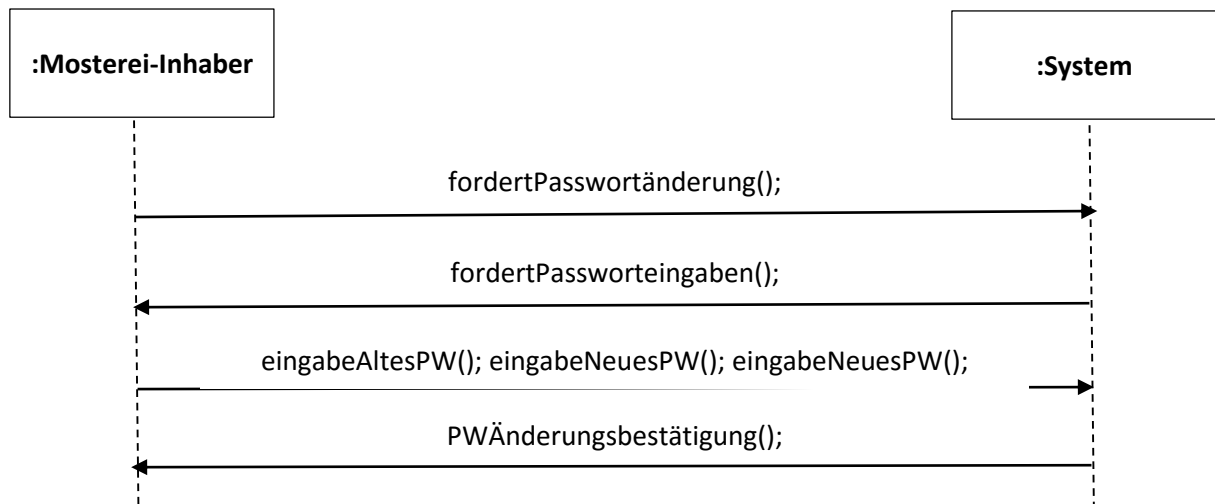 :Mosterei-Inhaber
:System
fordertPasswortänderung();
fordertPassworteingaben();
eingabeAltesPW(); eingabeNeuesPW(); eingabeNeuesPW();
PWÄnderungsbestätigung();